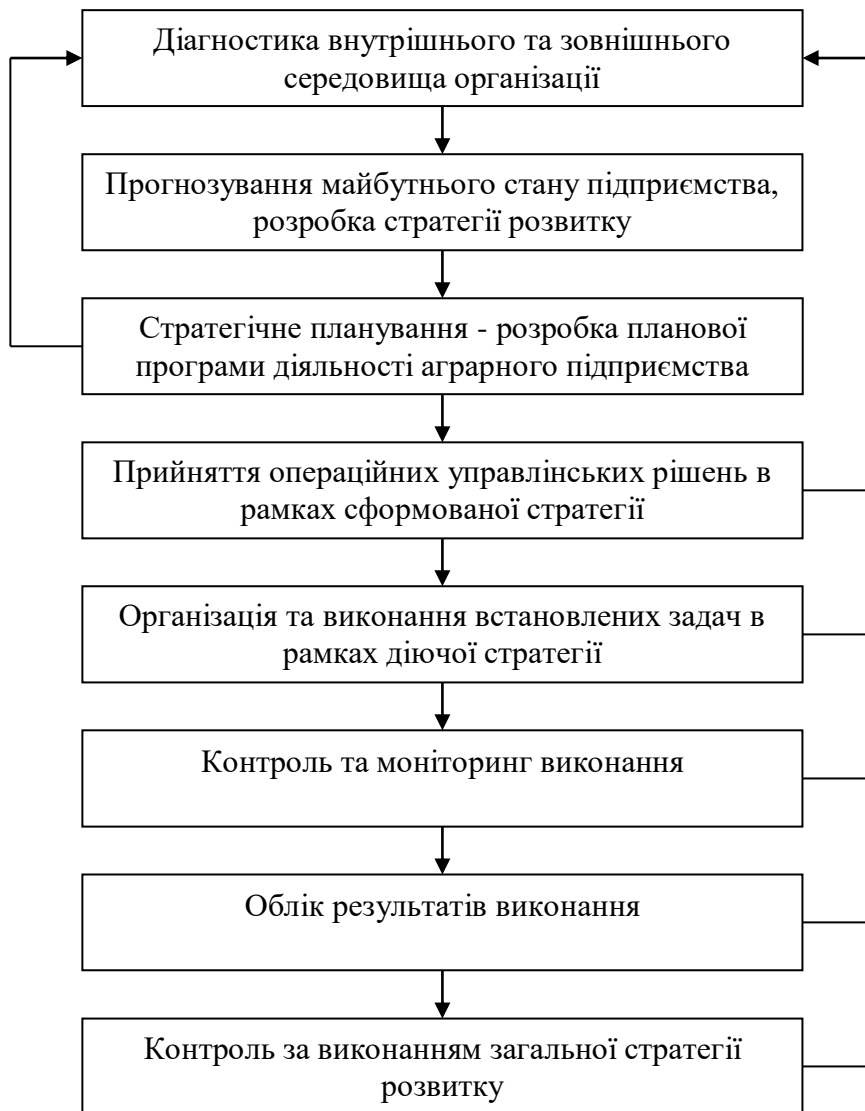 Діагностика внутрішнього та зовнішнього
середовища організації
Прогнозування майбутнього стану підприємства,
розробка стратегії розвитку
Стратегічне планування - розробка планової
програми діяльності аграрного підприємства
Прийняття операційних управлінських рішень в
рамках сформованої стратегії
Організація та виконання встановлених задач в
рамках діючої стратегії
Контроль та моніторинг виконання
Облік результатів виконання
Контроль за виконанням загальної стратегії
розвитку